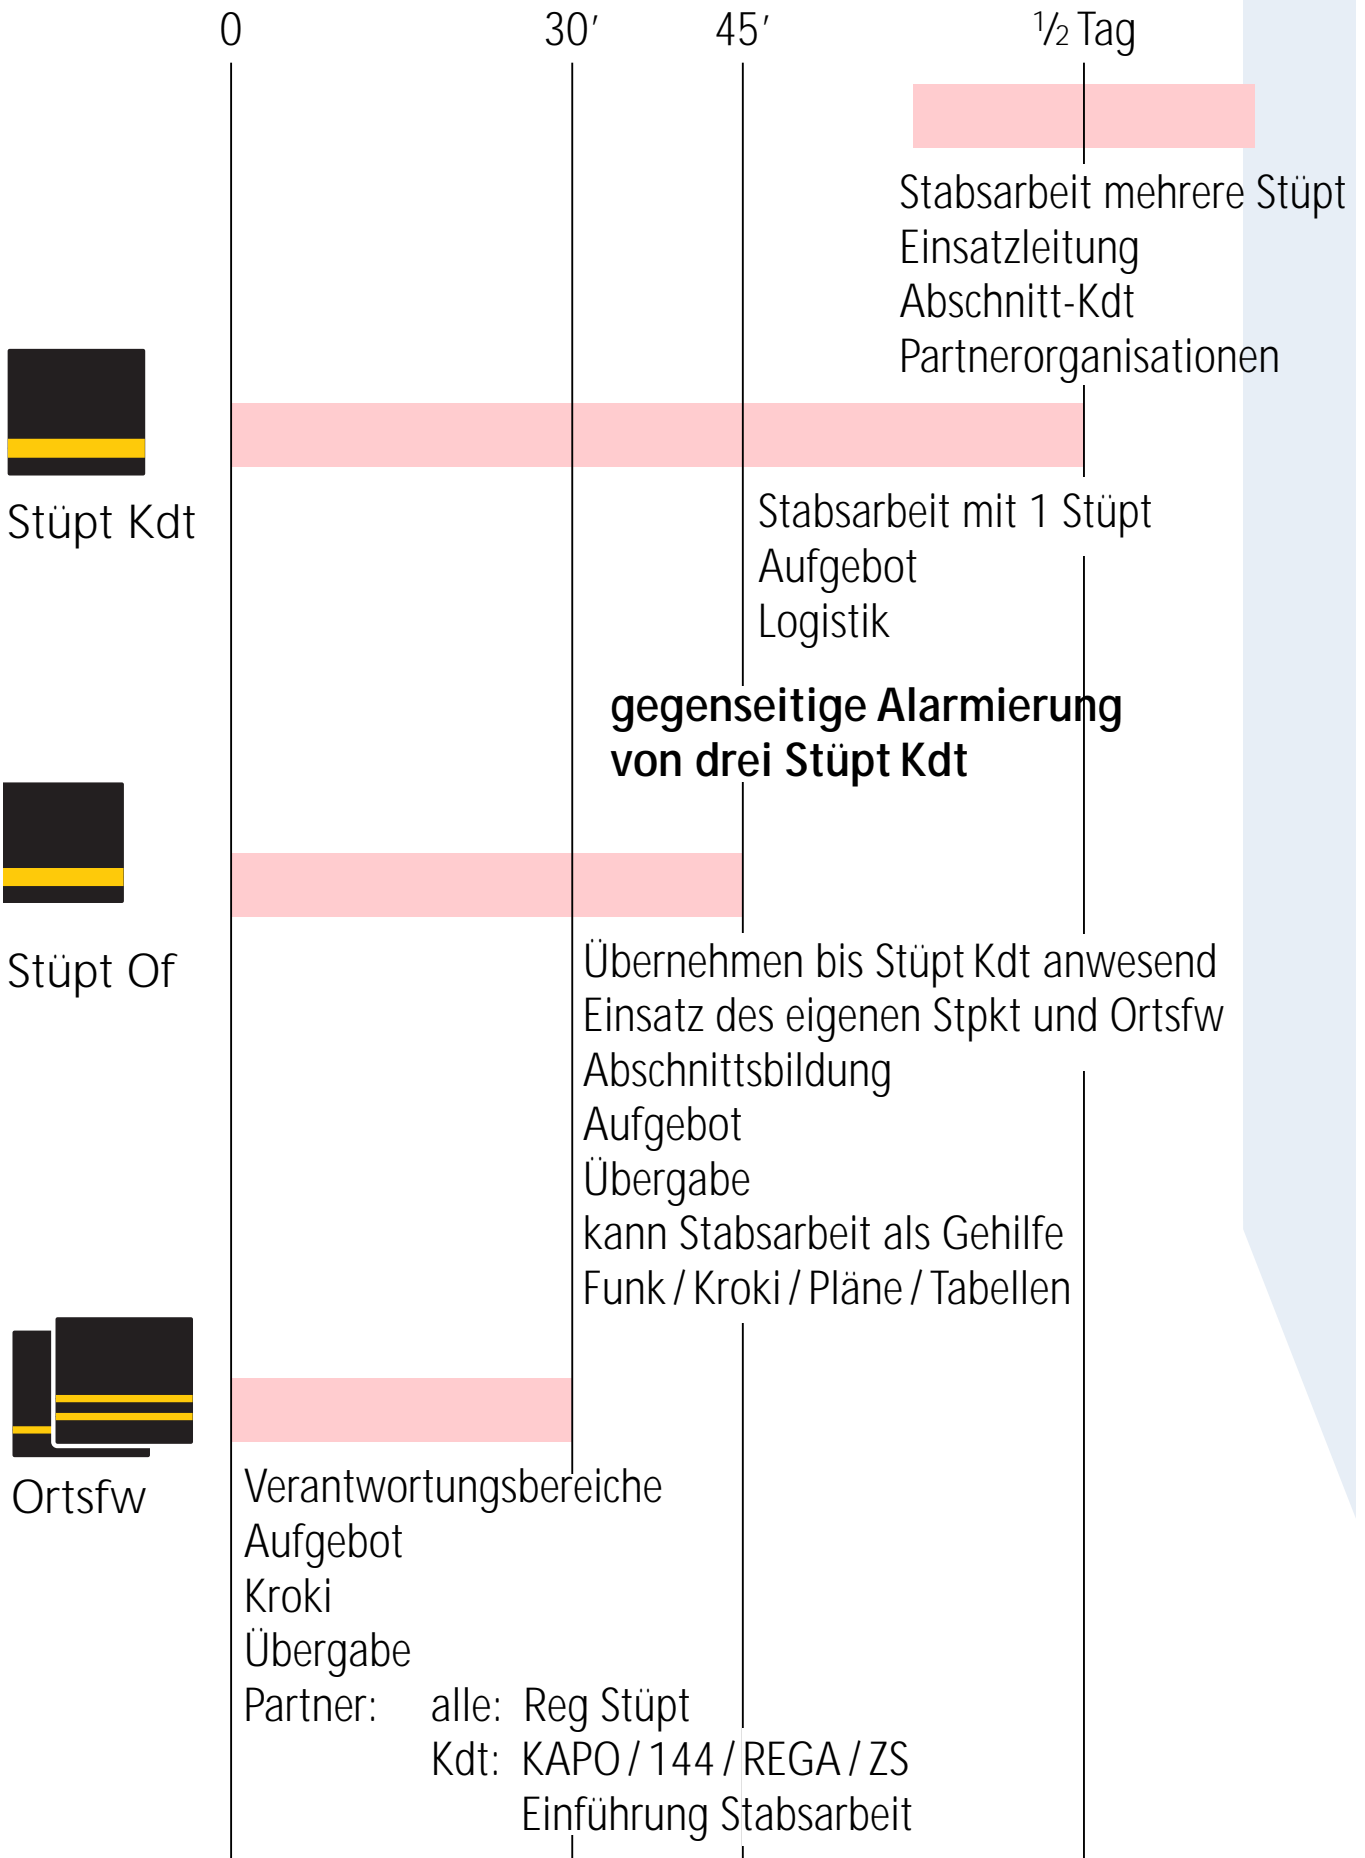 0 30' 45' ½ Tag
Stabsarbeit mehrere Stüpt
Einsatzleitung
Abschnitt-Kdt
Partnerorganisationen
Stüpt Kdt
Stabsarbeit mit 1 Stüpt
Aufgebot
Logistik
gegenseitige Alarmierung
von drei Stüpt Kdt
Stüpt Of
Übernehmen bis Stüpt Kdt anwesend
Einsatz des eigenen Stpkt und Ortsfw
Abschnittsbildung
Aufgebot
Übergabe
kann Stabsarbeit als Gehilfe
Funk / Kroki / Pläne / Tabellen
Ortsfw
Verantwortungsbereiche
Aufgebot
Kroki
Übergabe
Partner: alle: Reg Stüpt
Kdt: KAPO / 144 / REGA / ZS
Einführung Stabsarbeit